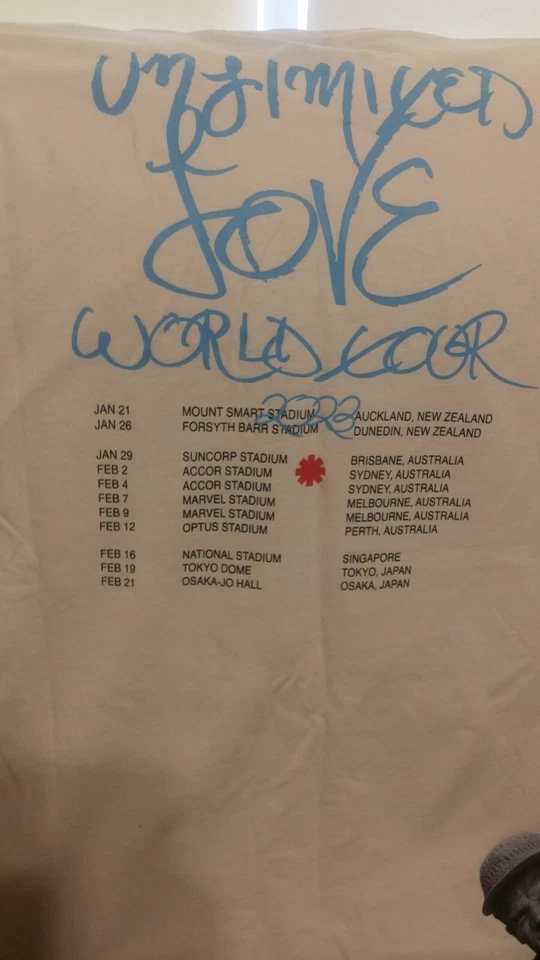 UNLIMITED
LOVE
WORLD TOUR
2023
JAN 21 MOUNT SMART STADIUM AUCKLAND, NEW ZEALAND
JAN 26 FORSYTH BARR STADIUM DUNEDIN, NEW ZEALAND
JAN 29 SUNCORP STADIUM BRISBANE, AUSTRALIA
FEB 2 ACCOR STADIUM SYDNEY, AUSTRALIA
FEB 4 ACCOR STADIUM SYDNEY, AUSTRALIA
FEB 7 MARVEL STADIUM MELBOURNE, AUSTRALIA
FEB 9 MARVEL STADIUM MELBOURNE, AUSTRALIA
FEB 12 OPTUS STADIUM PERTH, AUSTRALIA
FEB 16 NATIONAL STADIUM SINGAPORE
FEB 19 TOKYO DOME TOKYO, JAPAN
FEB 21 OSAKA-JO HALL OSAKA, JAPAN